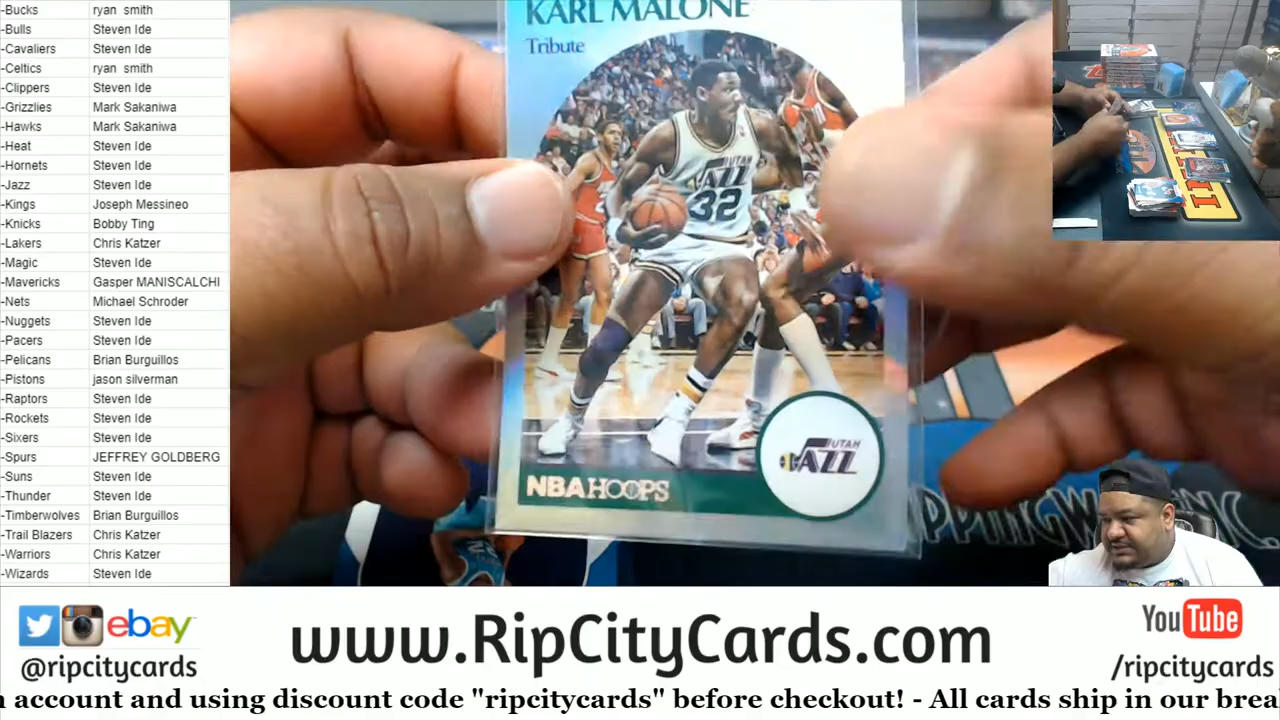 -Bucks ryan smith
-Bulls Steven Ide
-Cavaliers Steven Ide
-Celtics ryan smith
-Clippers Steven Ide
-Grizzlies Mark Sakaniwa
-Hawks Mark Sakaniwa
-Heat Steven Ide
-Hornets Steven Ide
-Jazz Steven Ide
-Kings Joseph Messineo
-Knicks Bobby Ting
-Lakers Chris Katzer
-Magic Steven Ide
-Mavericks Gasper MANISCALCHI
-Nets Michael Schroder
-Nuggets Steven Ide
-Pacers Steven Ide
-Pelicans Brian Burguillos
-Pistons jason silverman
-Raptors Steven Ide
-Rockets Steven Ide
-Sixers Steven Ide
-Spurs JEFFREY GOLDBERG
-Suns Steven Ide
-Thunder Steven Ide
-Timberwolves Brian Burguillos
-Trail Blazers Chris Katzer
-Warriors Chris Katzer
-Wizards Steven Ide
KARL MALONE
Tribute
UTAH
JAZZ
32
UTAH
JAZZ
NBA HOOPS
ebay
@ripcitycards
www.RipCityCards.com
YouTube
/ripcitycards
account and using discount code "ripcitycards" before checkout! - All cards ship in our